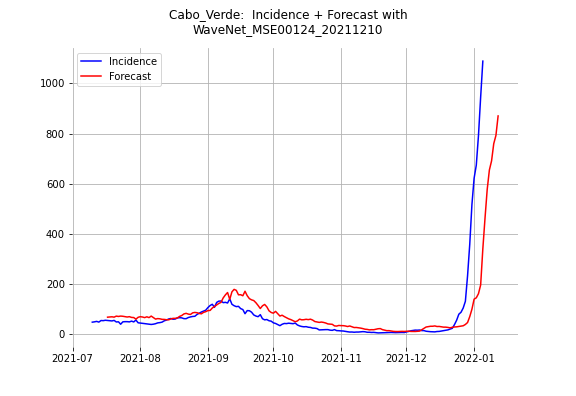 Cabo_Verde:  Incidence + Forecast with
WaveNet_MSE00124_20211210
Incidence
Forecast
1000
800
600
400
200
0
2021-07 2021-08 2021-09 2021-10 2021-11 2021-12 2022-01